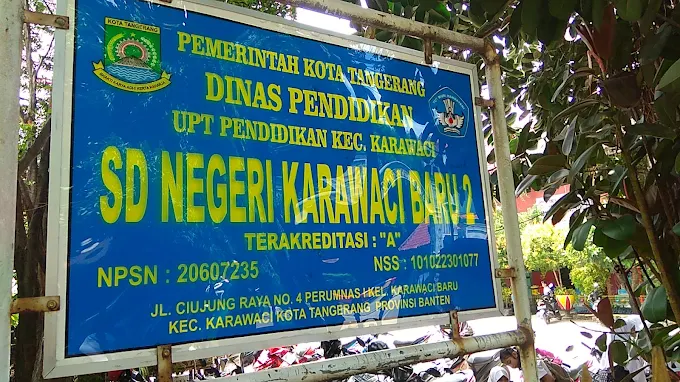 KOTA TANGERANG
PEMERINTAH KOTA TANGERANG
DINAS PENDIDIKAN
UPT PENDIDIKAN KEC. KARAWACI
SD NEGERI KARAWACI BARU 2
TERAKREDITASI : "A"
NPSN : 20607235
NSS : 101022301077
JL. CIUJUNG RAYA NO. 4 PERUMNAS I KEL. KARAWACI BARU
KEC. KARAWACI KOTA TANGERANG PROVINSI BANTEN